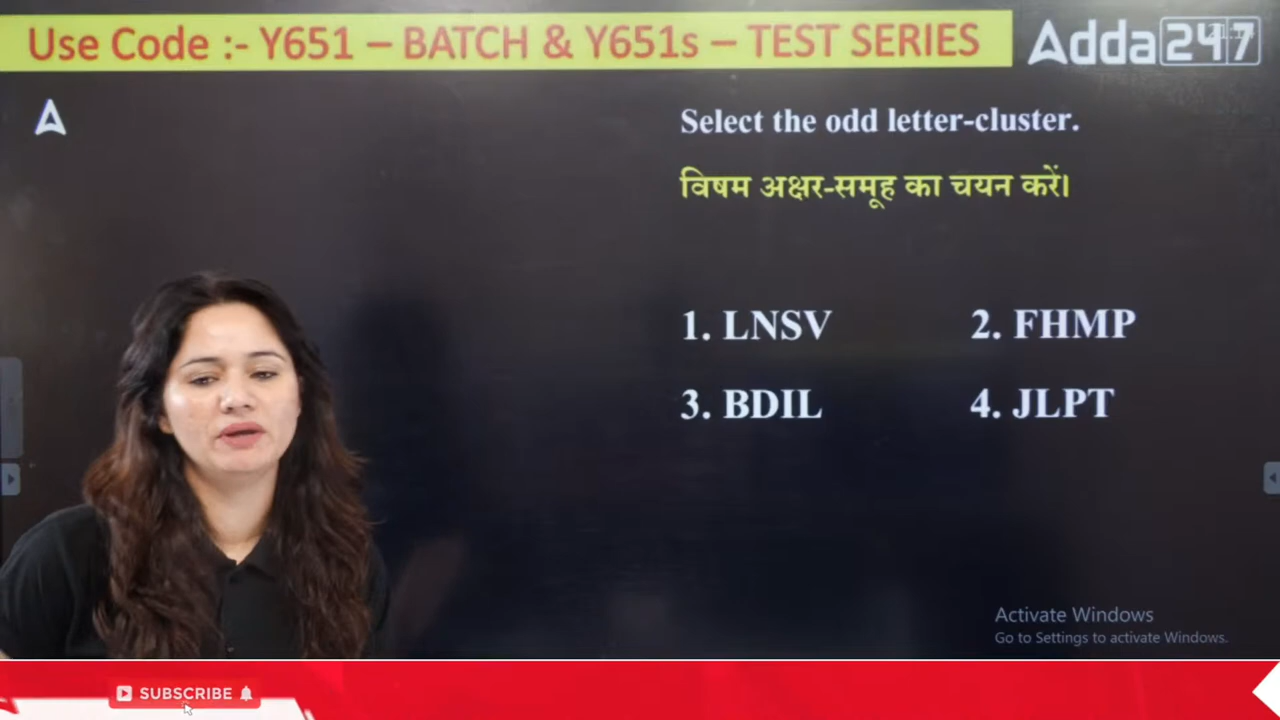 Use Code :- Y651 – BATCH & Y651s – TEST SERIES
Adda247
Select the odd letter-cluster.
विषम अक्षर-समूह का चयन करें।
1. LNSV 2. FHMP
3. BDIL 4. JLPT
Activate Windows
Go to Settings to activate Windows.
SUBSCRIBE